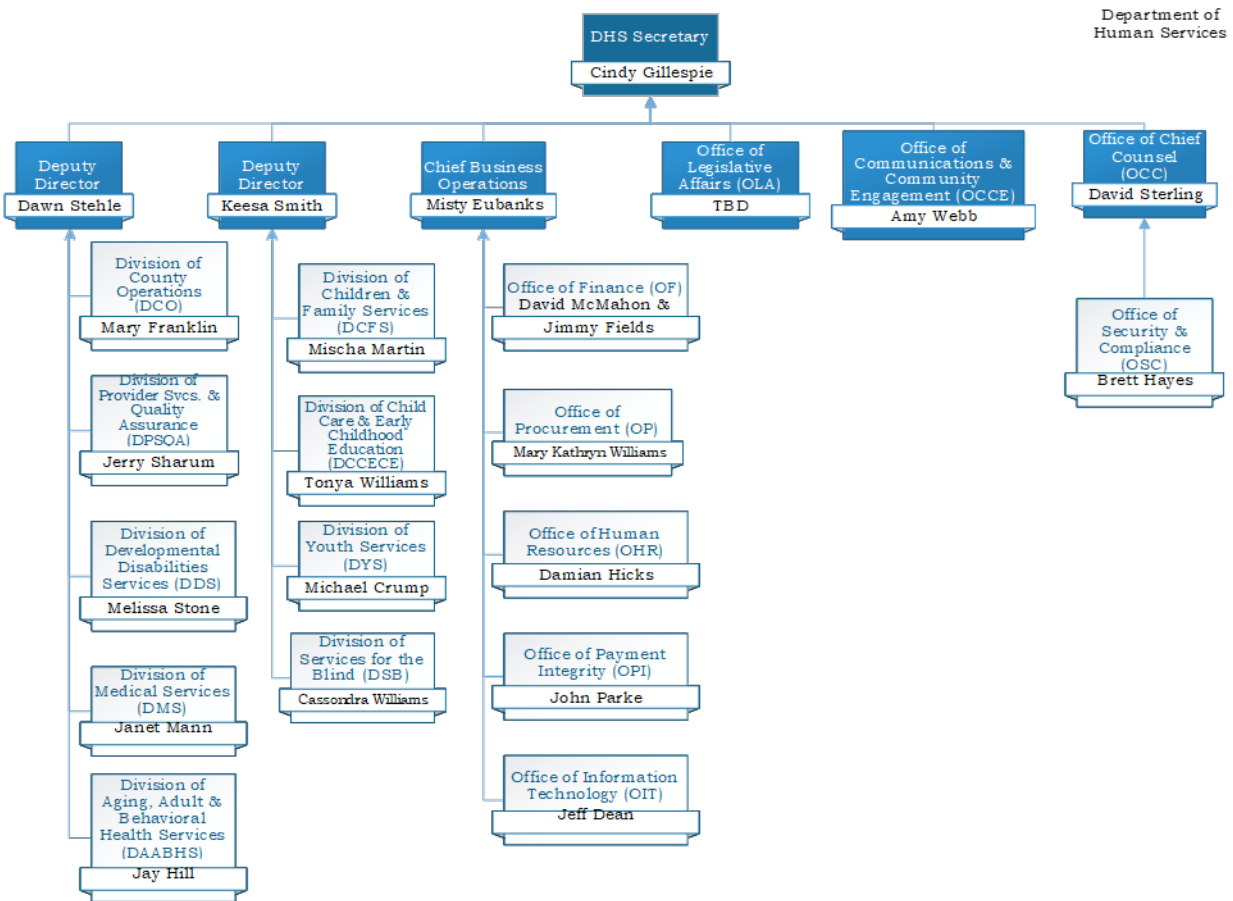 Department of
Human Services
DHS Secretary
Cindy Gillespie
Deputy
Director
Dawn Stehle
Deputy
Director
Keesa Smith
Chief Business
Operations
Misty Eubanks
Office of
Legislative
Affairs (OLA)
TBD
Office of
Communications &
Community
Engagement (OCCE)
Amy Webb
Office of Chief
Counsel
(OCC)
David Sterling
Division of
County
Operations
(DCO)
Mary Franklin
Division of
Provider Svcs. &
Quality
Assurance
(DPSQA)
Jerry Sharum
Division of
Developmental
Disabilities
Services (DDS)
Melissa Stone
Division of
Medical Services
(DMS)
Janet Mann
Division of
Aging, Adult &
Behavioral
Health Services
(DAABHS)
Jay Hill
Division of
Children &
Family Services
(DCFS)
Mischa Martin
Division of Child
Care & Early
Childhood
Education
(DCCECE)
Tonya Williams
Division of
Youth Services
(DYS)
Michael Crump
Division of
Services for the
Blind (DSB)
Cassondra Williams
Office of Finance (OF)
David McMahon &
Jimmy Fields
Office of
Procurement (OP)
Mary Kathryn Williams
Office of Human
Resources (OHR)
Damian Hicks
Office of Payment
Integrity (OPI)
John Parke
Office of Information
Technology (OIT)
Jeff Dean
Office of
Security &
Compliance
(OSC)
Brett Hayes